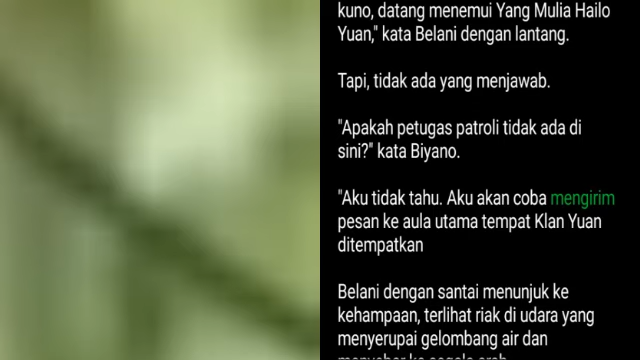 kuno, datang menemui Yang Mulia Hailo
Yuan," kata Belani dengan lantang.
Tapi, tidak ada yang menjawab.
"Apakah petugas patroli tidak ada di
sini?" kata Biyano.
"Aku tidak tahu. Aku akan coba mengirim
pesan ke aula utama tempat Klan Yuan
ditempatkan
Belani dengan santai menunjuk ke
kehampaan, terlihat riak di udara yang
menyerupai gelombang air dan